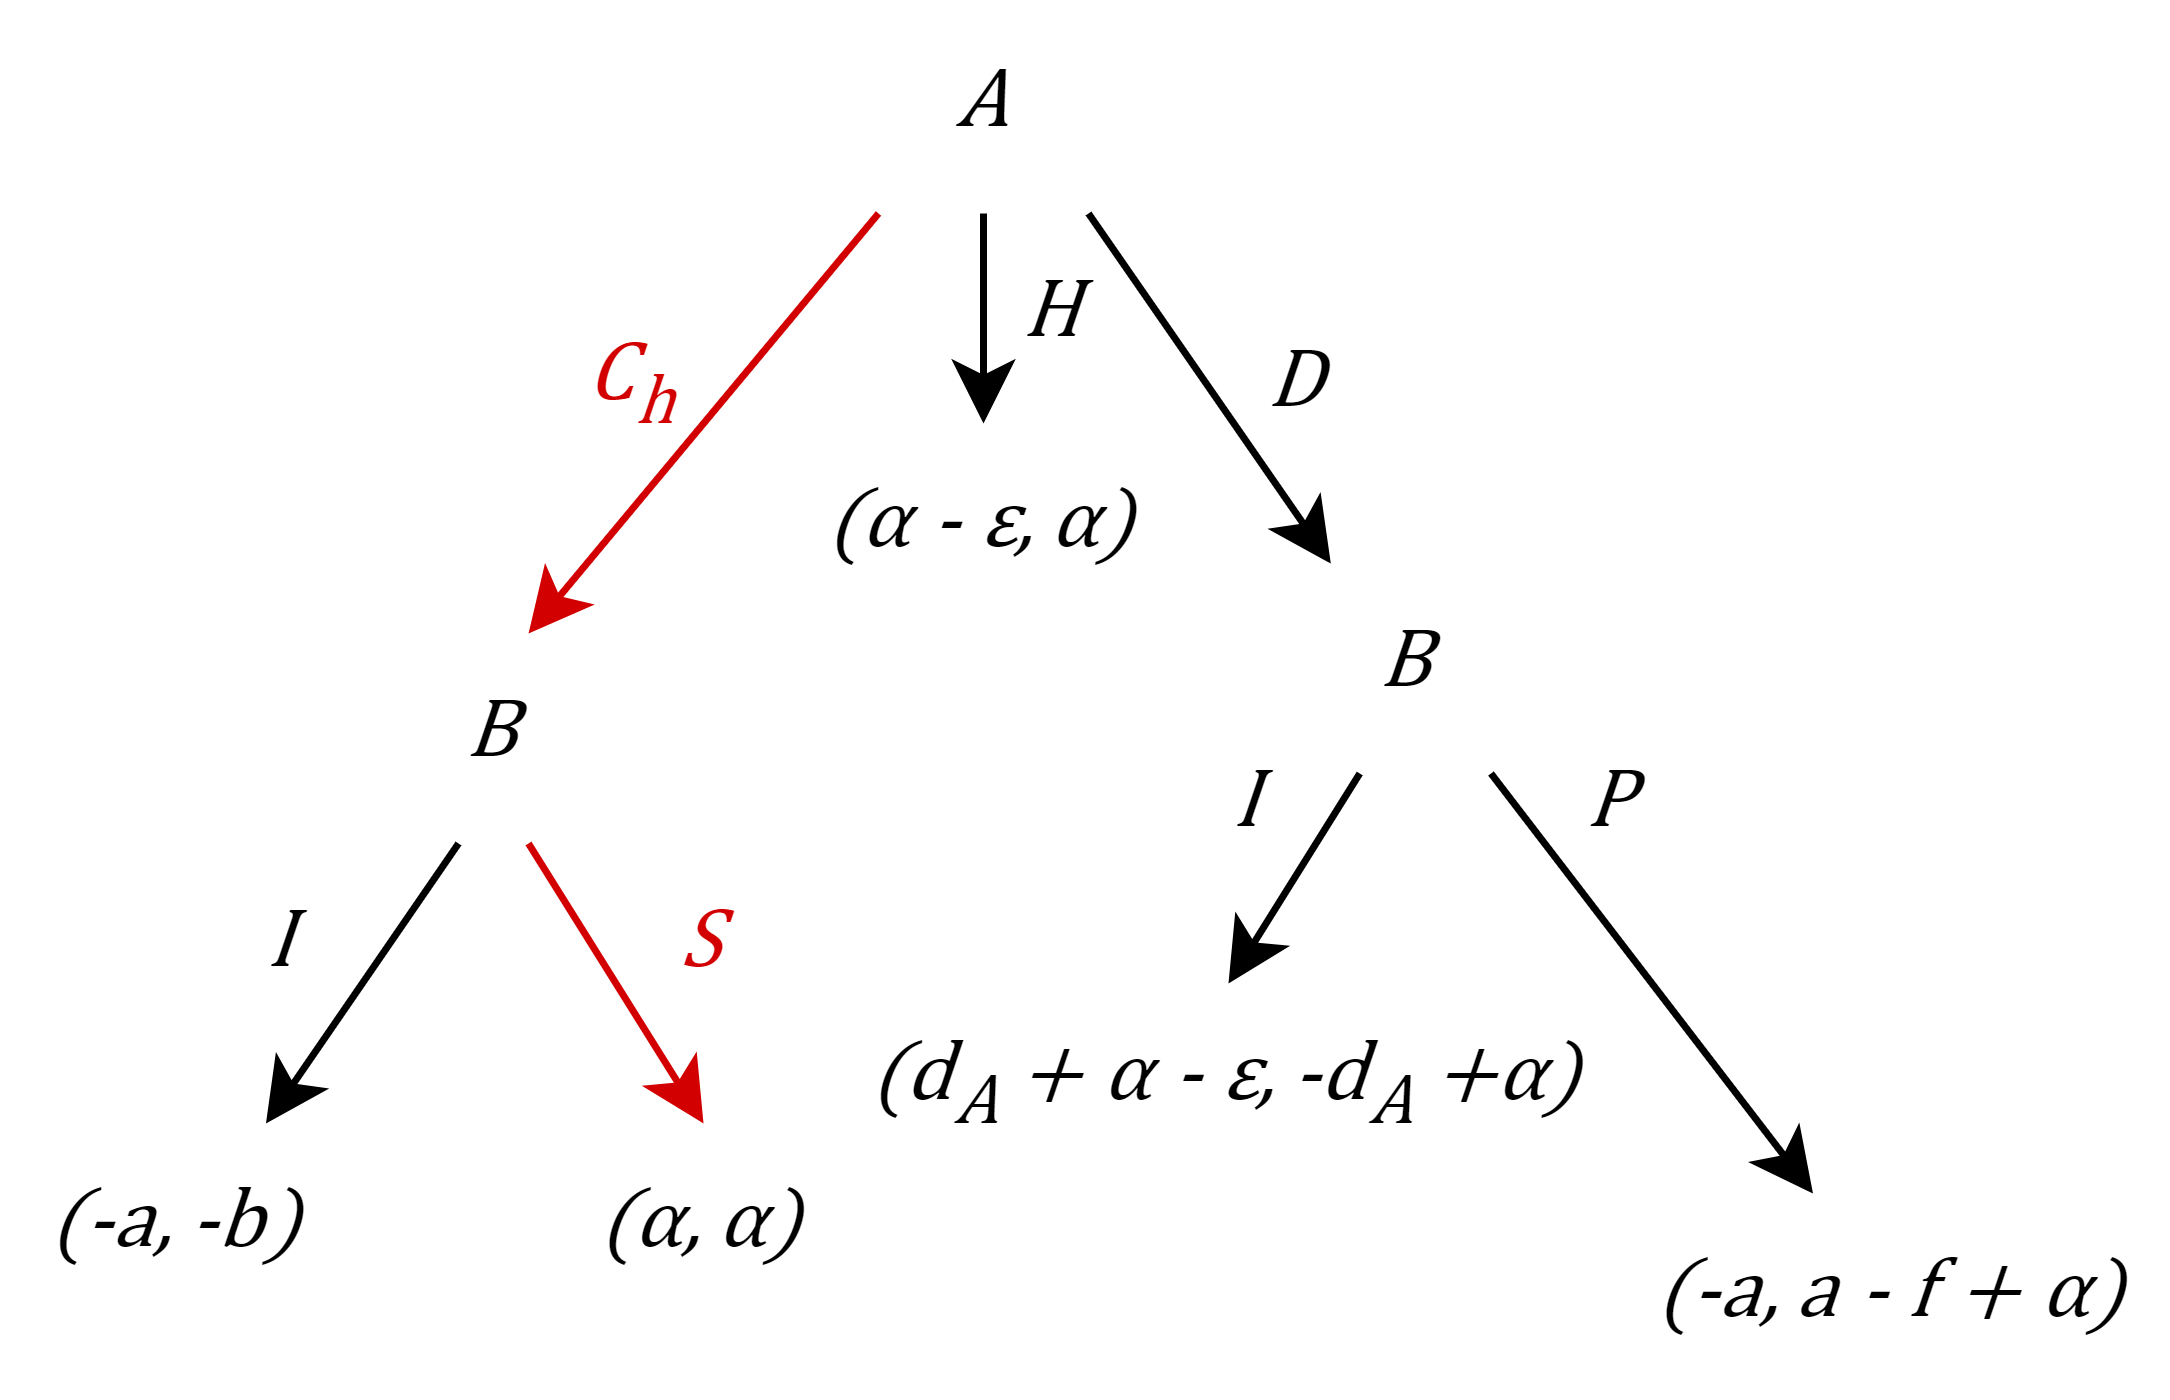 A
H
D
C_h
(α - ε, α)
B
B
I
P
I
S
(d_A + α - ε, -d_A +α)
(-a, -b)
(α, α)
(-a, a - f + α)